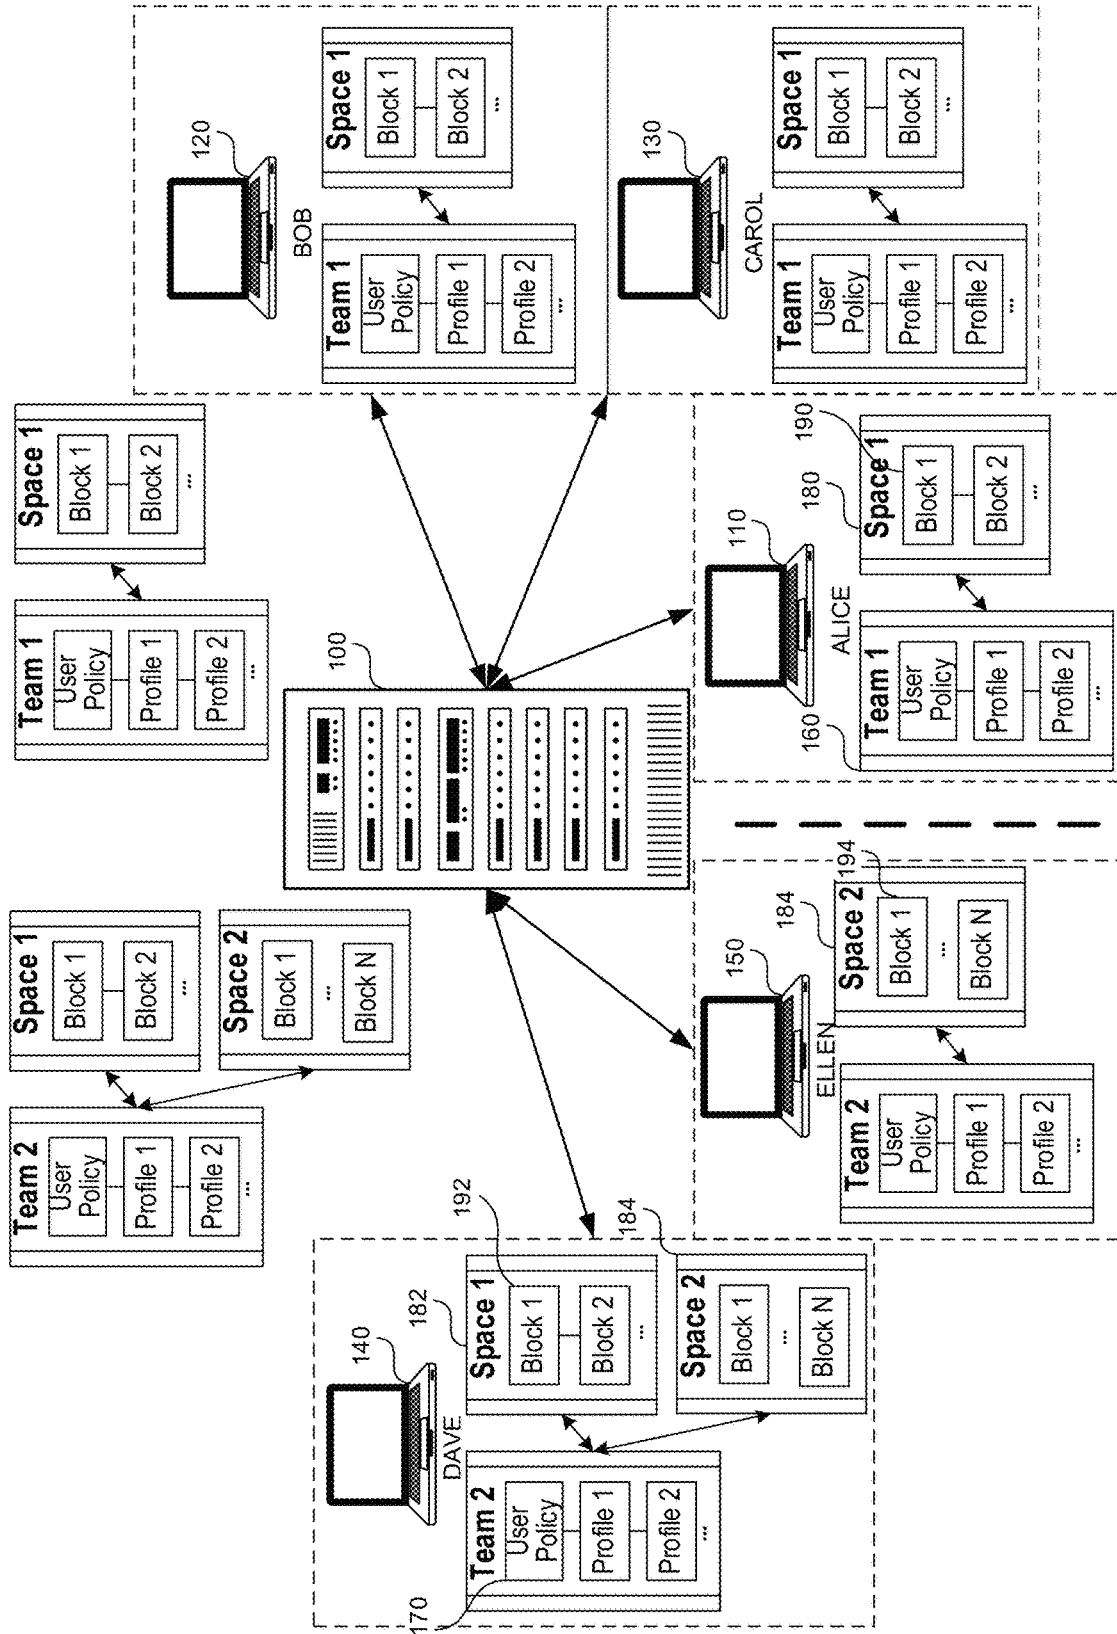 Team 2
User
Policy
Profile 1
Profile 2
...
Space 1
Block 1
Block 2
...
Space 2
Block 1
...
Block N
Team 1
User
Policy
Profile 1
Profile 2
...
Space 1
Block 1
Block 2
...
100
140
DAVE
170
Team 2
User
Policy
Profile 1
Profile 2
...
182
192
Space 1
Block 1
Block 2
...
184
Space 2
Block 1
...
Block N
120
BOB
Team 1
User
Policy
Profile 1
Profile 2
...
Space 1
Block 1
Block 2
...
130
CAROL
Team 1
User
Policy
Profile 1
Profile 2
...
Space 1
Block 1
Block 2
...
150
ELLEN
Team 2
User
Policy
Profile 1
Profile 2
...
184
194
Space 2
Block 1
...
Block N
110
ALICE
160
Team 1
User
Policy
Profile 1
Profile 2
...
180
190
Space 1
Block 1
Block 2
...